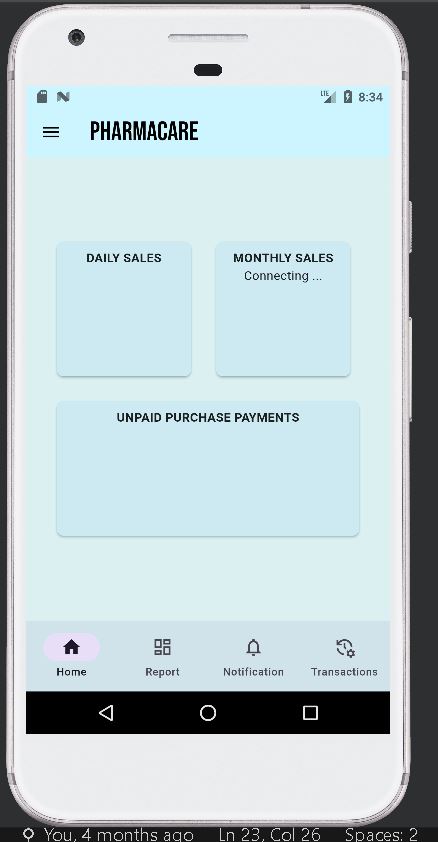 LTE 8:34
PHARMACARE
DAILY SALES
MONTHLY SALES
Connecting ...
UNPAID PURCHASE PAYMENTS
Home Report Notification Transactions
You, 4 months ago Ln 23, Col 26 Spaces: 2